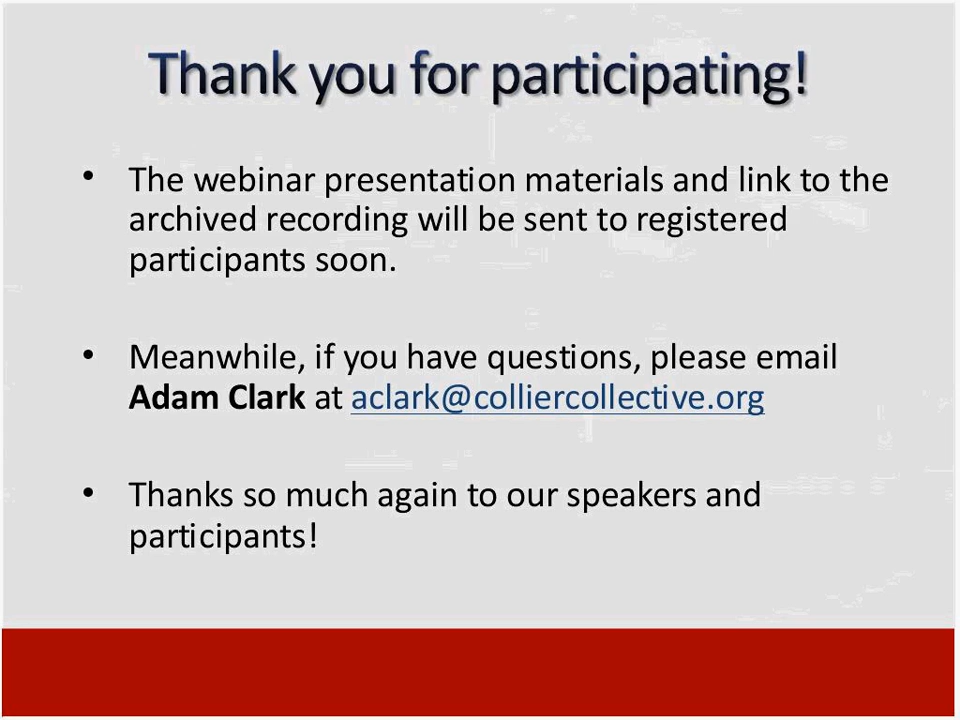 Thank you for participating!
• The webinar presentation materials and link to the
archived recording will be sent to registered
participants soon.
• Meanwhile, if you have questions, please email
Adam Clark at aclark@colliercollective.org
• Thanks so much again to our speakers and
participants!